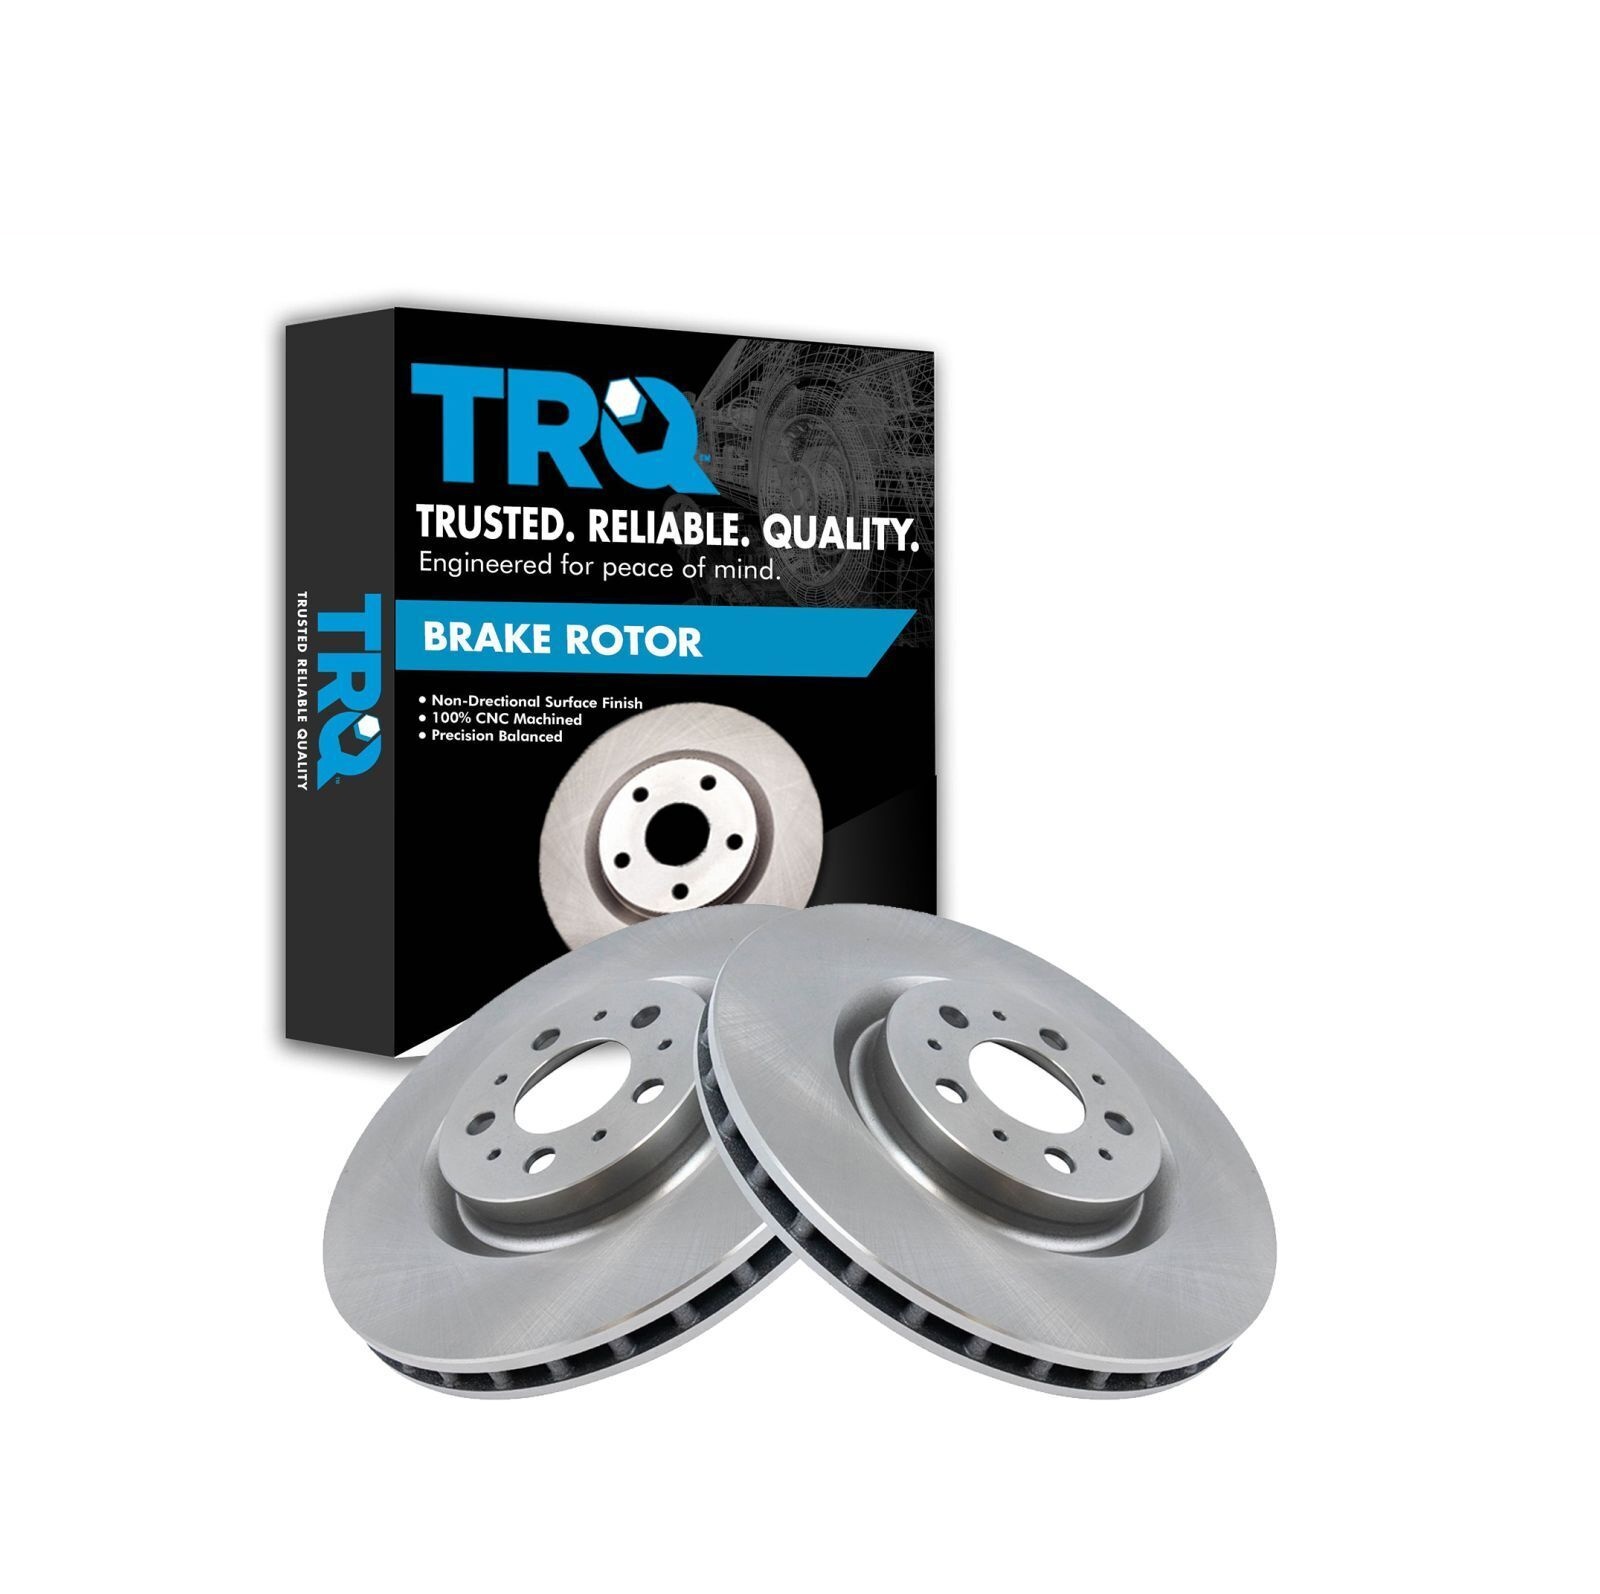 TRQ™
TRUSTED. RELIABLE. QUALITY.
Engineered for peace of mind.
BRAKE ROTOR
• Non-Drectional Surface Finish
• 100% CNC Machined
• Precision Balanced
TRQ™
TRUSTED RELIABLE QUALITY